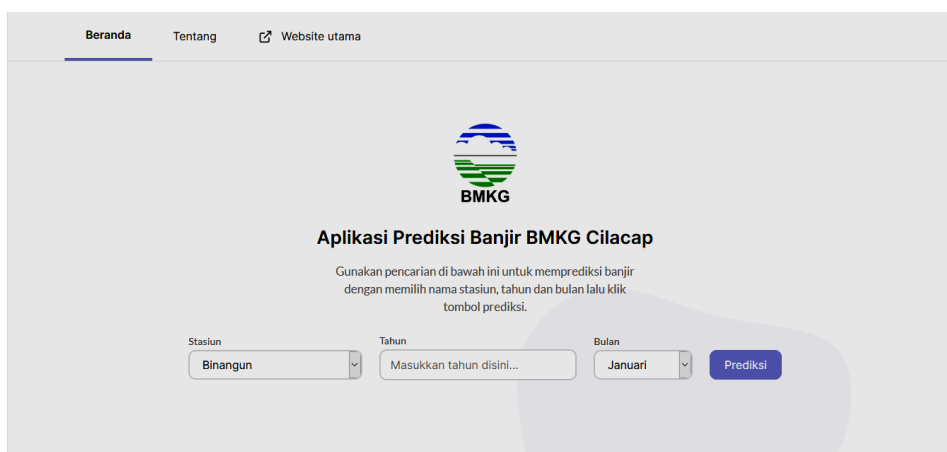 Beranda Tentang Website utama
BMKG
Aplikasi Prediksi Banjir BMKG Cilacap
Gunakan pencarian di bawah ini untuk memprediksi banjir
dengan memilih nama stasiun, tahun dan bulan lalu klik
tombol prediksi.
Stasiun Tahun Bulan
Binangun Masukkan tahun disini... Januari Prediksi